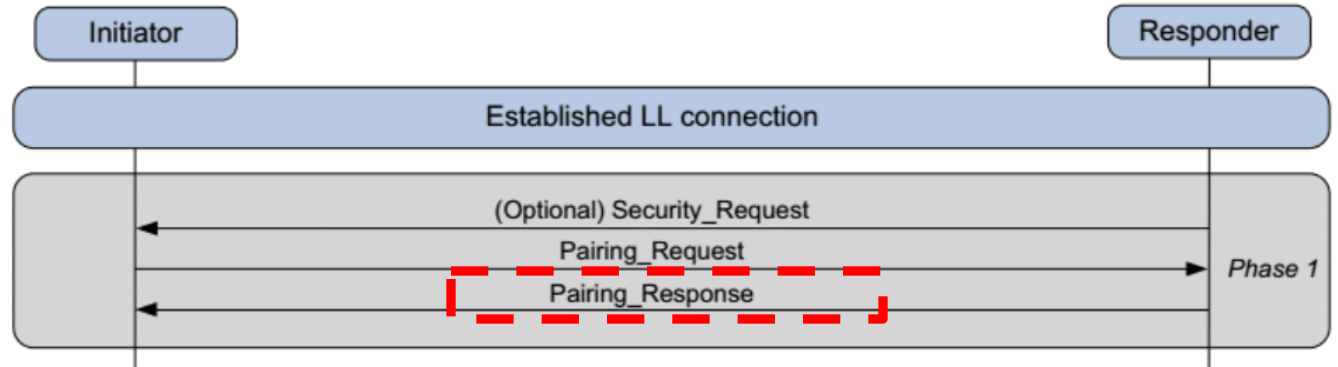 Initiator
Responder
Established LL connection
(Optional) Security_Request
Pairing_Request
Phase 1
Pairing_Response